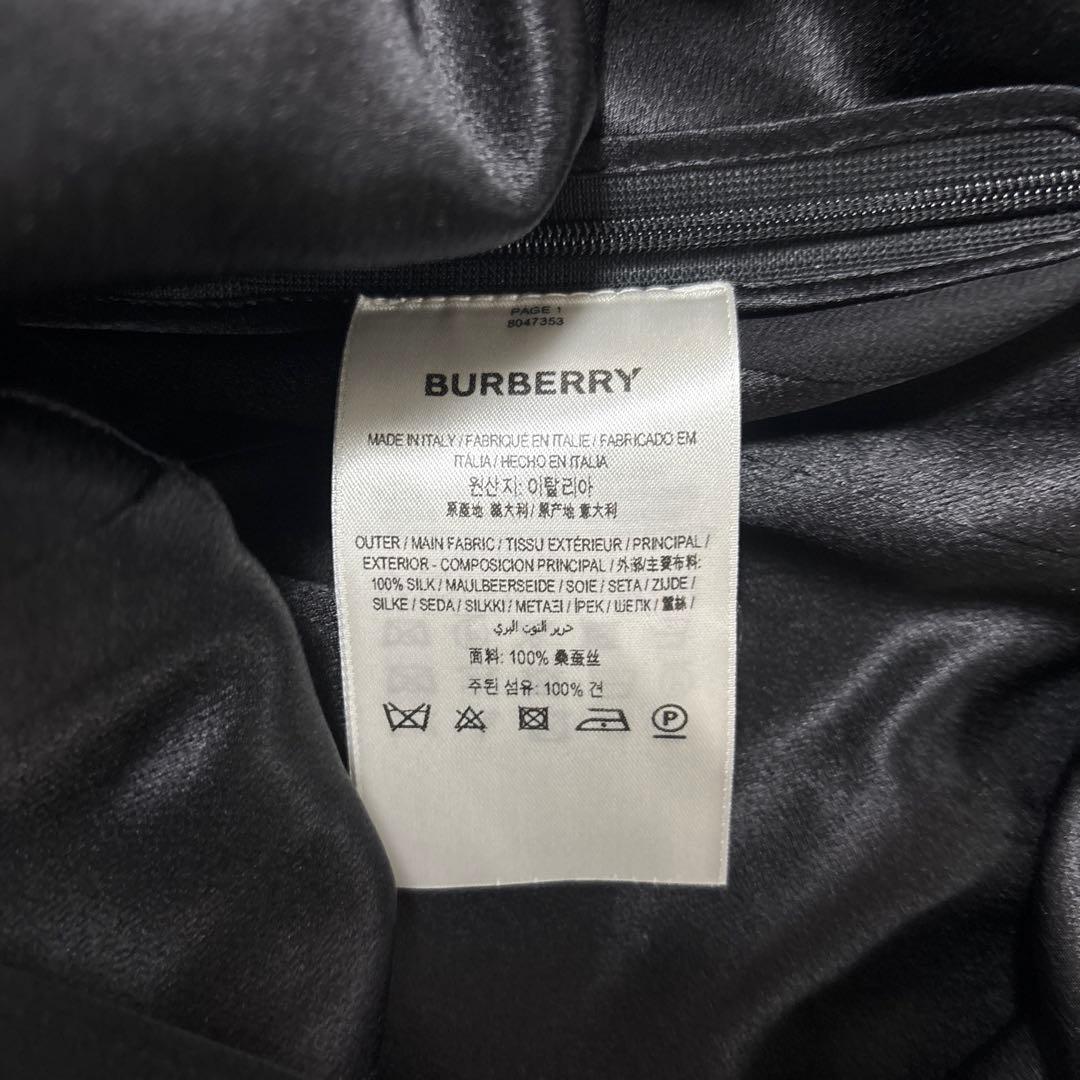 PAGE 1
8047353
BURBERRY
MADE IN ITALY / FABRIQUÉ EN ITALIE / FABRICADO EM
ITÁLIA / HECHO EN ITALIA
원산지: 이탈리아
原產地 義大利 / 原产地 意大利
OUTER / MAIN FABRIC / TISSU EXTÉRIEUR / PRINCIPAL /
EXTERIOR - COMPOSICION PRINCIPAL / 外部/主要布料:
100% SILK / MAULBEERSEIDE / SOIE / SETA / ZIJDE /
SILKE / SEDA / SILKKI / ΜΕΤΑΞΙ / İPEK / ШЕЛК / 蠶絲 /
حرير التوت البري
面料: 100% 桑蚕丝
주된 섬유: 100% 견
P